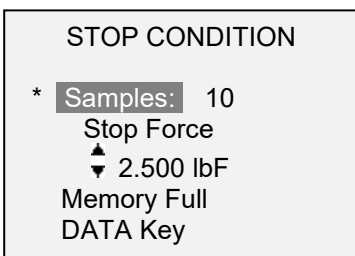 STOP CONDITION
* Samples: 10
Stop Force
2.500 lbF
Memory Full
DATA Key